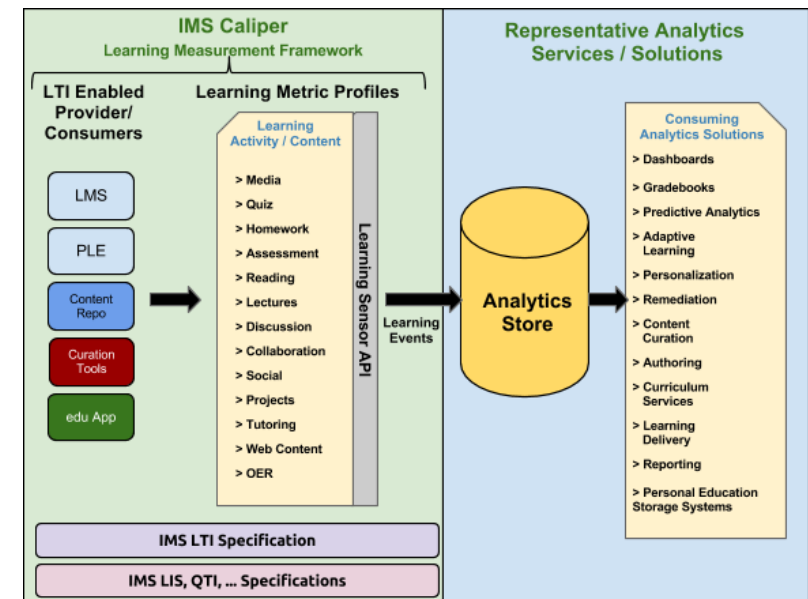 IMS Caliper
Learning Measurement Framework
LTI Enabled
Provider/
Consumers
LMS
PLE
Content
Repo
Curation
Tools
edu App
Learning Metric Profiles
Learning
Activity / Content
> Media
> Quiz
> Homework
> Assessment
> Reading
> Lectures
> Discussion
> Collaboration
> Social
> Projects
> Tutoring
> Web Content
> OER
Learning Sensor API
Learning
Events
IMS LTI Specification
IMS LIS, QTI, ... Specifications
Representative Analytics
Services / Solutions
Analytics
Store
Consuming
Analytics Solutions
> Dashboards
> Gradebooks
> Predictive Analytics
> Adaptive
Learning
> Personalization
> Remediation
> Content
Curation
> Authoring
> Curriculum
Services
> Learning
Delivery
> Reporting
> Personal Education
Storage Systems